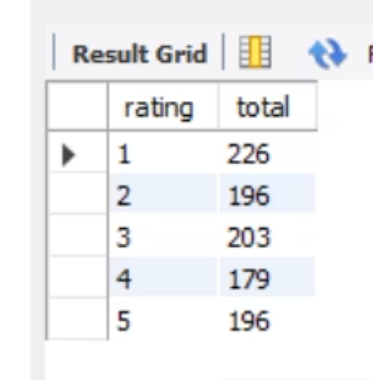 Result Grid
rating total
1 226
2 196
3 203
4 179
5 196